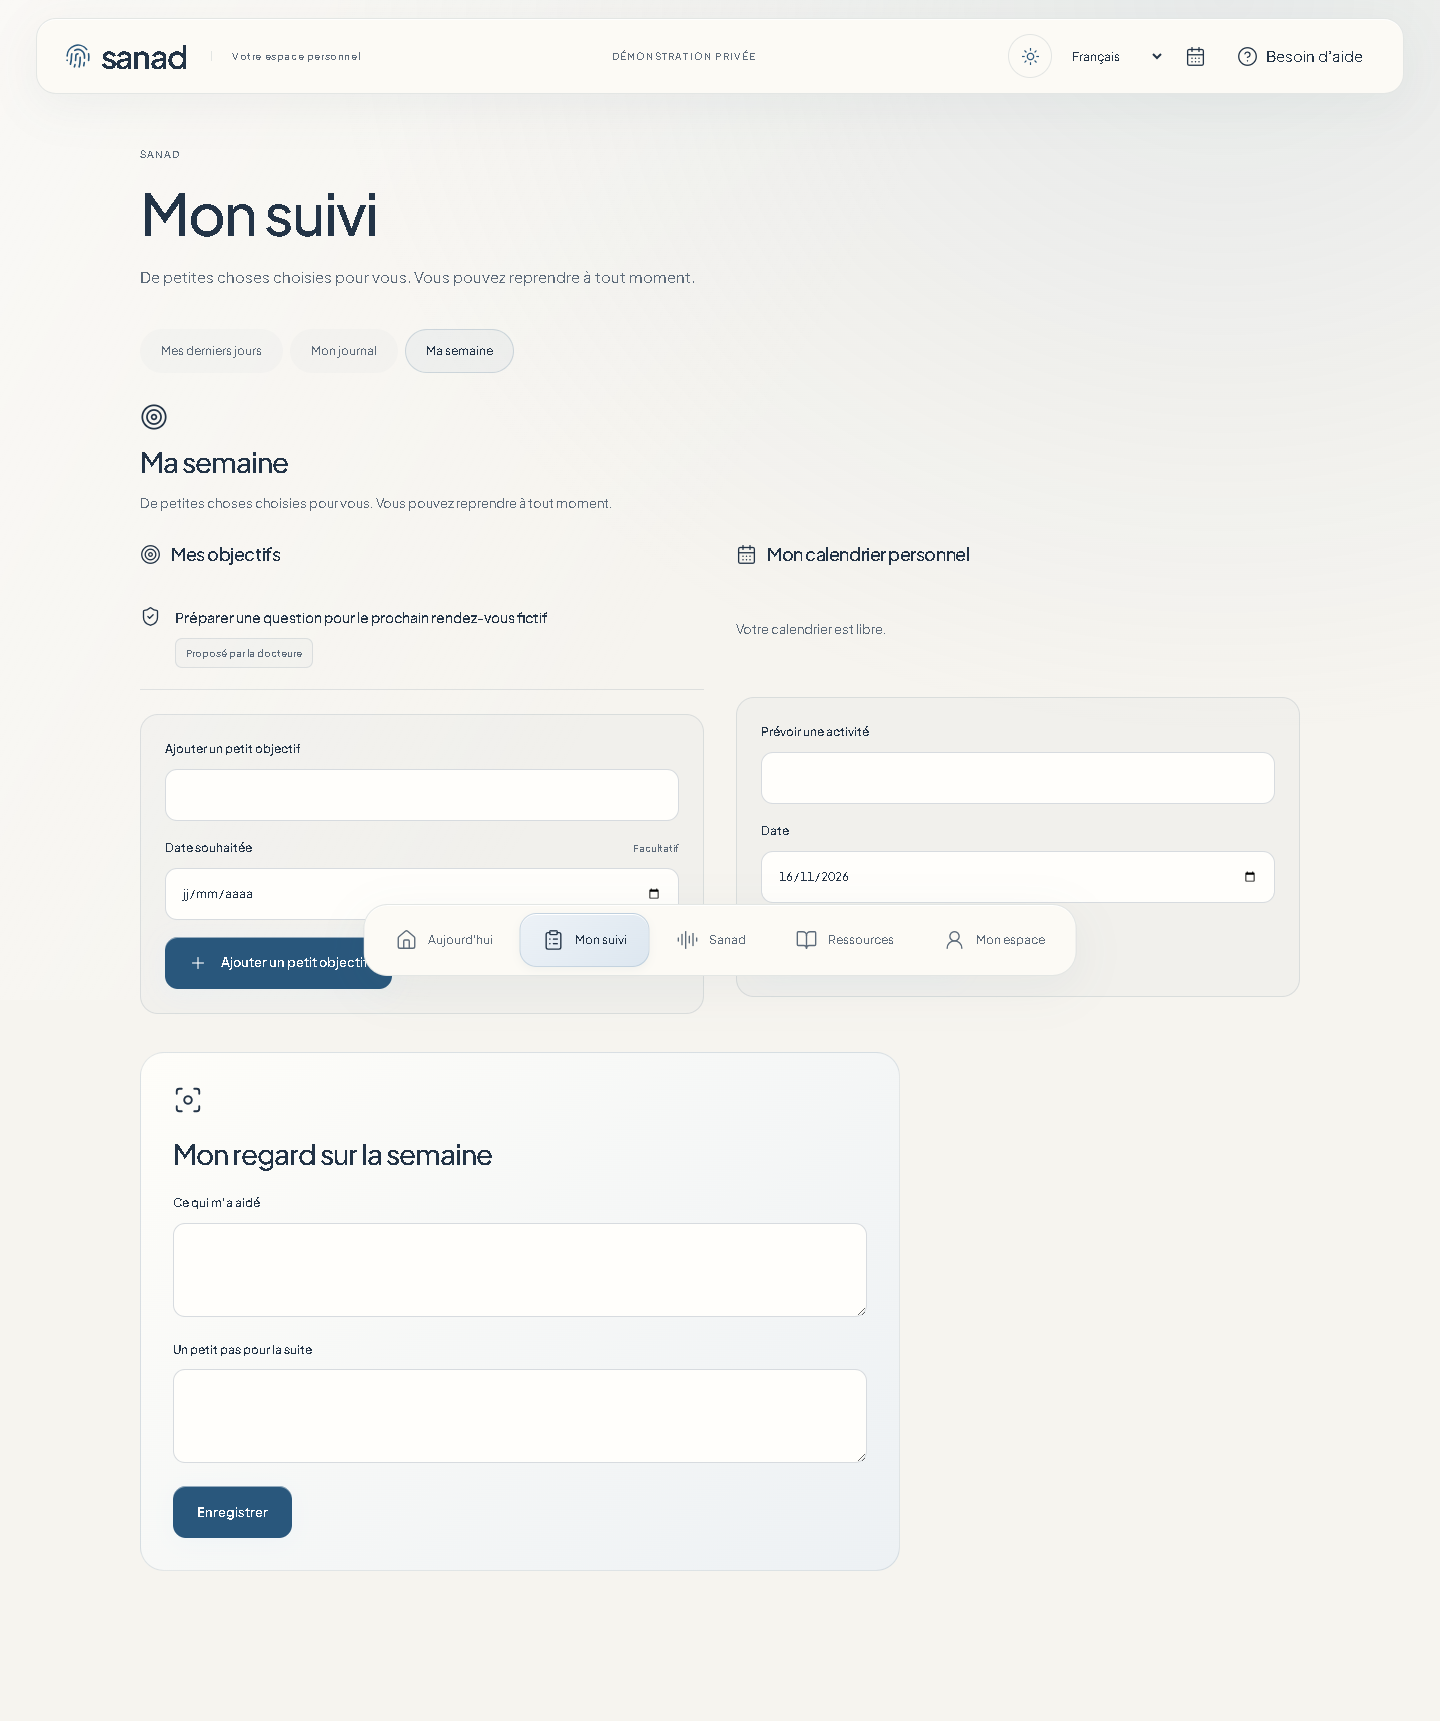 sanad
Votre espace personnel
DÉMONSTRATION PRIVÉE
Français
Besoin d'aide
SANAD
Mon suivi
De petites choses choisies pour vous. Vous pouvez reprendre à tout moment.
Mes derniers jours
Mon journal
Ma semaine
Ma semaine
De petites choses choisies pour vous. Vous pouvez reprendre à tout moment.
Mes objectifs
Préparer une question pour le prochain rendez-vous fictif
Proposé par la docteure
Ajouter un petit objectif
Date souhaitée
Facultatif
jj/mm/aaaa
Ajouter un petit objectif
Mon calendrier personnel
Votre calendrier est libre.
Prévoir une activité
Date
16/11/2026
Aujourd'hui
Mon suivi
Sanad
Ressources
Mon espace
Mon regard sur la semaine
Ce qui m'a aidé
Un petit pas pour la suite
Enregistrer